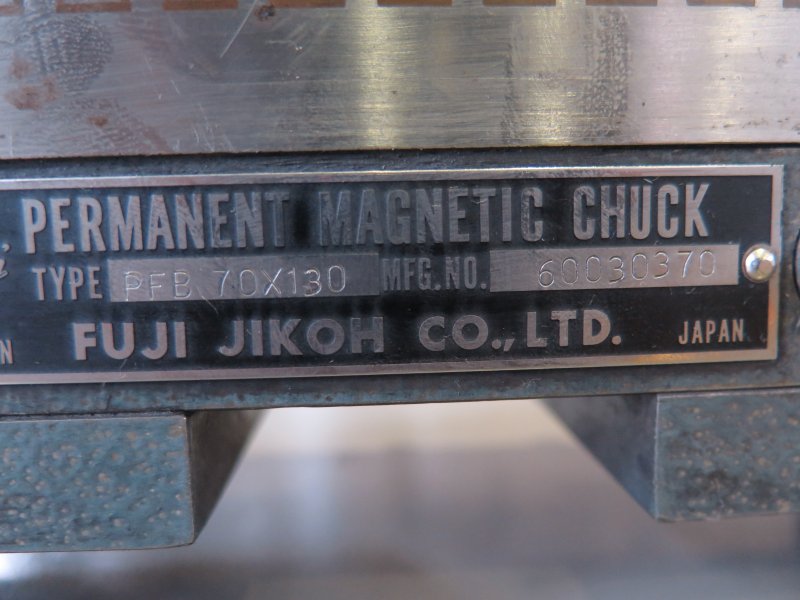 PERMANENT MAGNETIC CHUCK
TYPE PFB 70X130 MFG.NO. 60030370
FUJI JIKOH CO., LTD. JAPAN